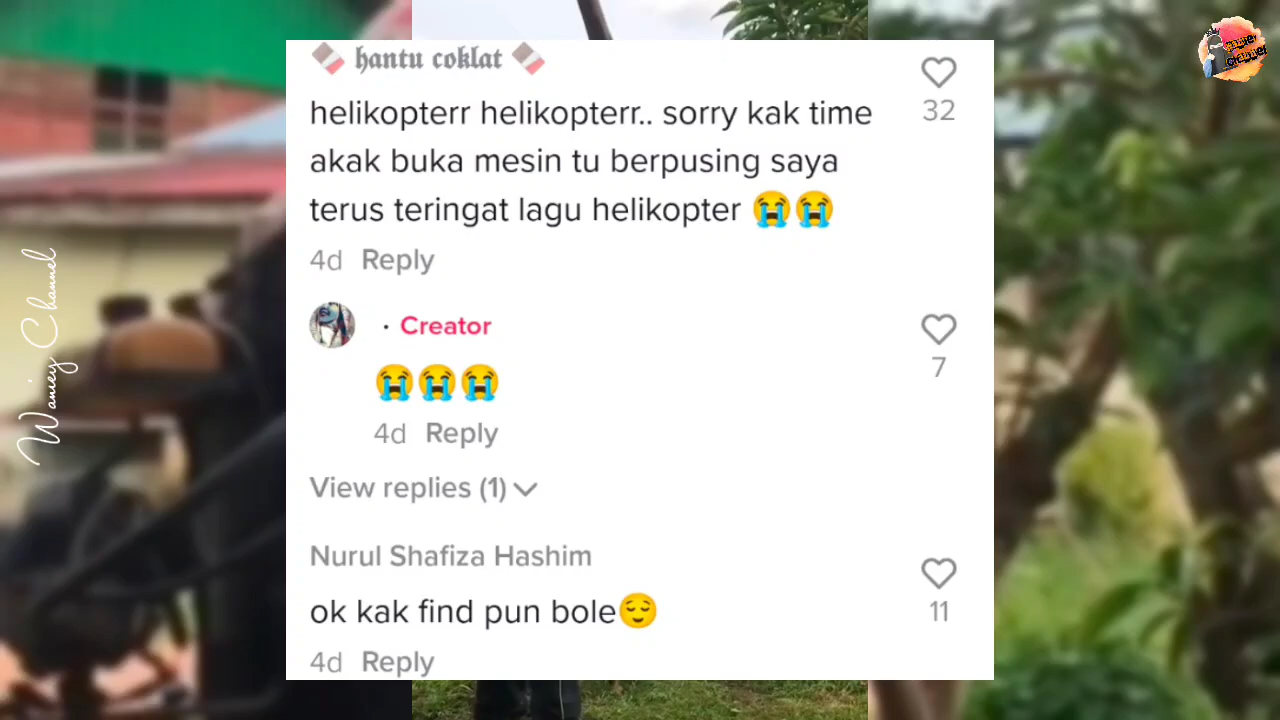 hantu coklat
32
helikopterr helikopterr.. sorry kak time
akak buka mesin tu berpusing saya
terus teringat lagu helikopter 😭😭
4d Reply
· Creator
😭😭😭
7
4d Reply
View replies (1)
Nurul Shafiza Hashim
ok kak find pun bole😌
11
4d Reply
Waniey Channel